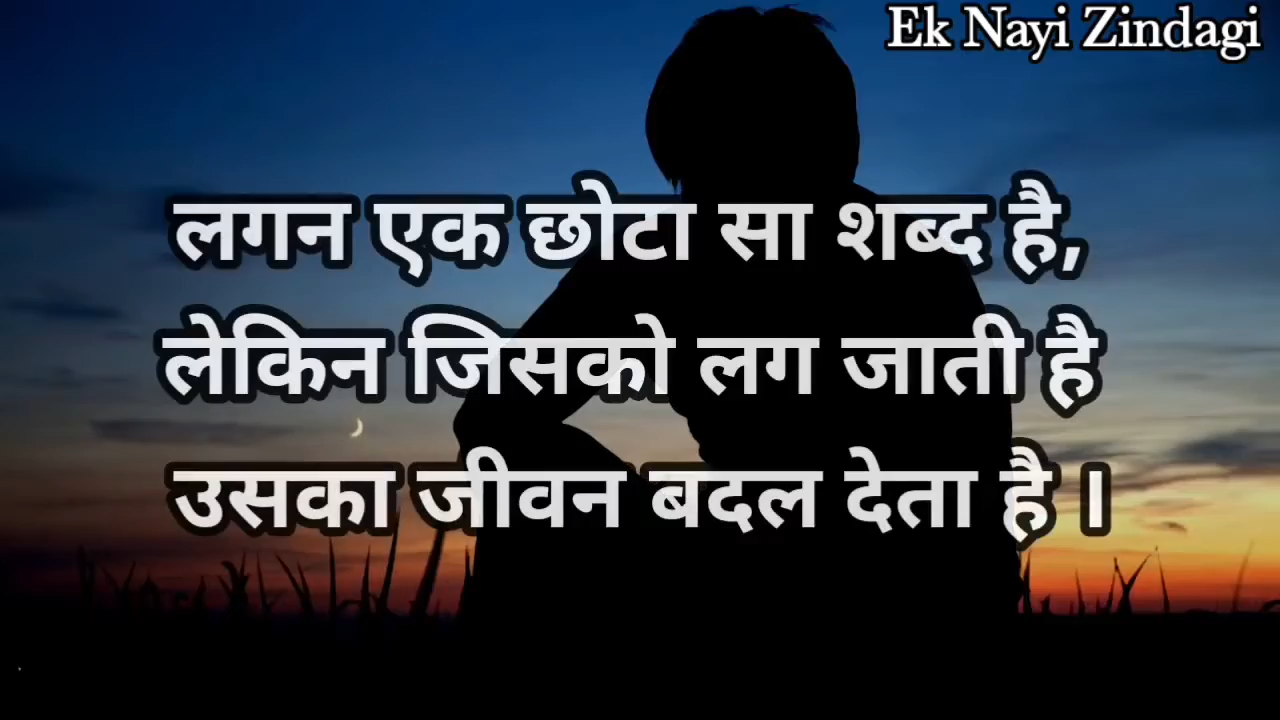 Ek Nayi Zindagi
लगन एक छोटा सा शब्द है,
लेकिन जिसको लग जाती है
उसका जीवन बदल देता है ।